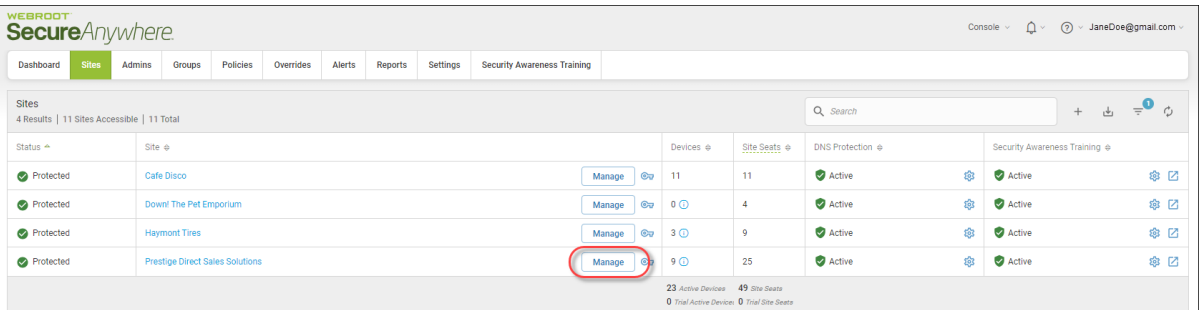 WEBROOT
SecureAnywhere.
Console JaneDoe@gmail.com
Dashboard Sites Admins Groups Policies Overrides Alerts Reports Settings Security Awareness Training
Sites
4 Results | 11 Sites Accessible | 11 Total
Search
1
Status Site Devices Site Seats DNS Protection Security Awareness Training
Protected Cafe Disco Manage 11 11 Active Active
Protected Down! The Pet Emporium Manage 0 4 Active Active
Protected Haymont Tires Manage 3 9 Active Active
Protected Prestige Direct Sales Solutions Manage 9 25 Active Active
23 Active Devices 49 Site Seats
0 Trial Active Devices 0 Trial Site Seats